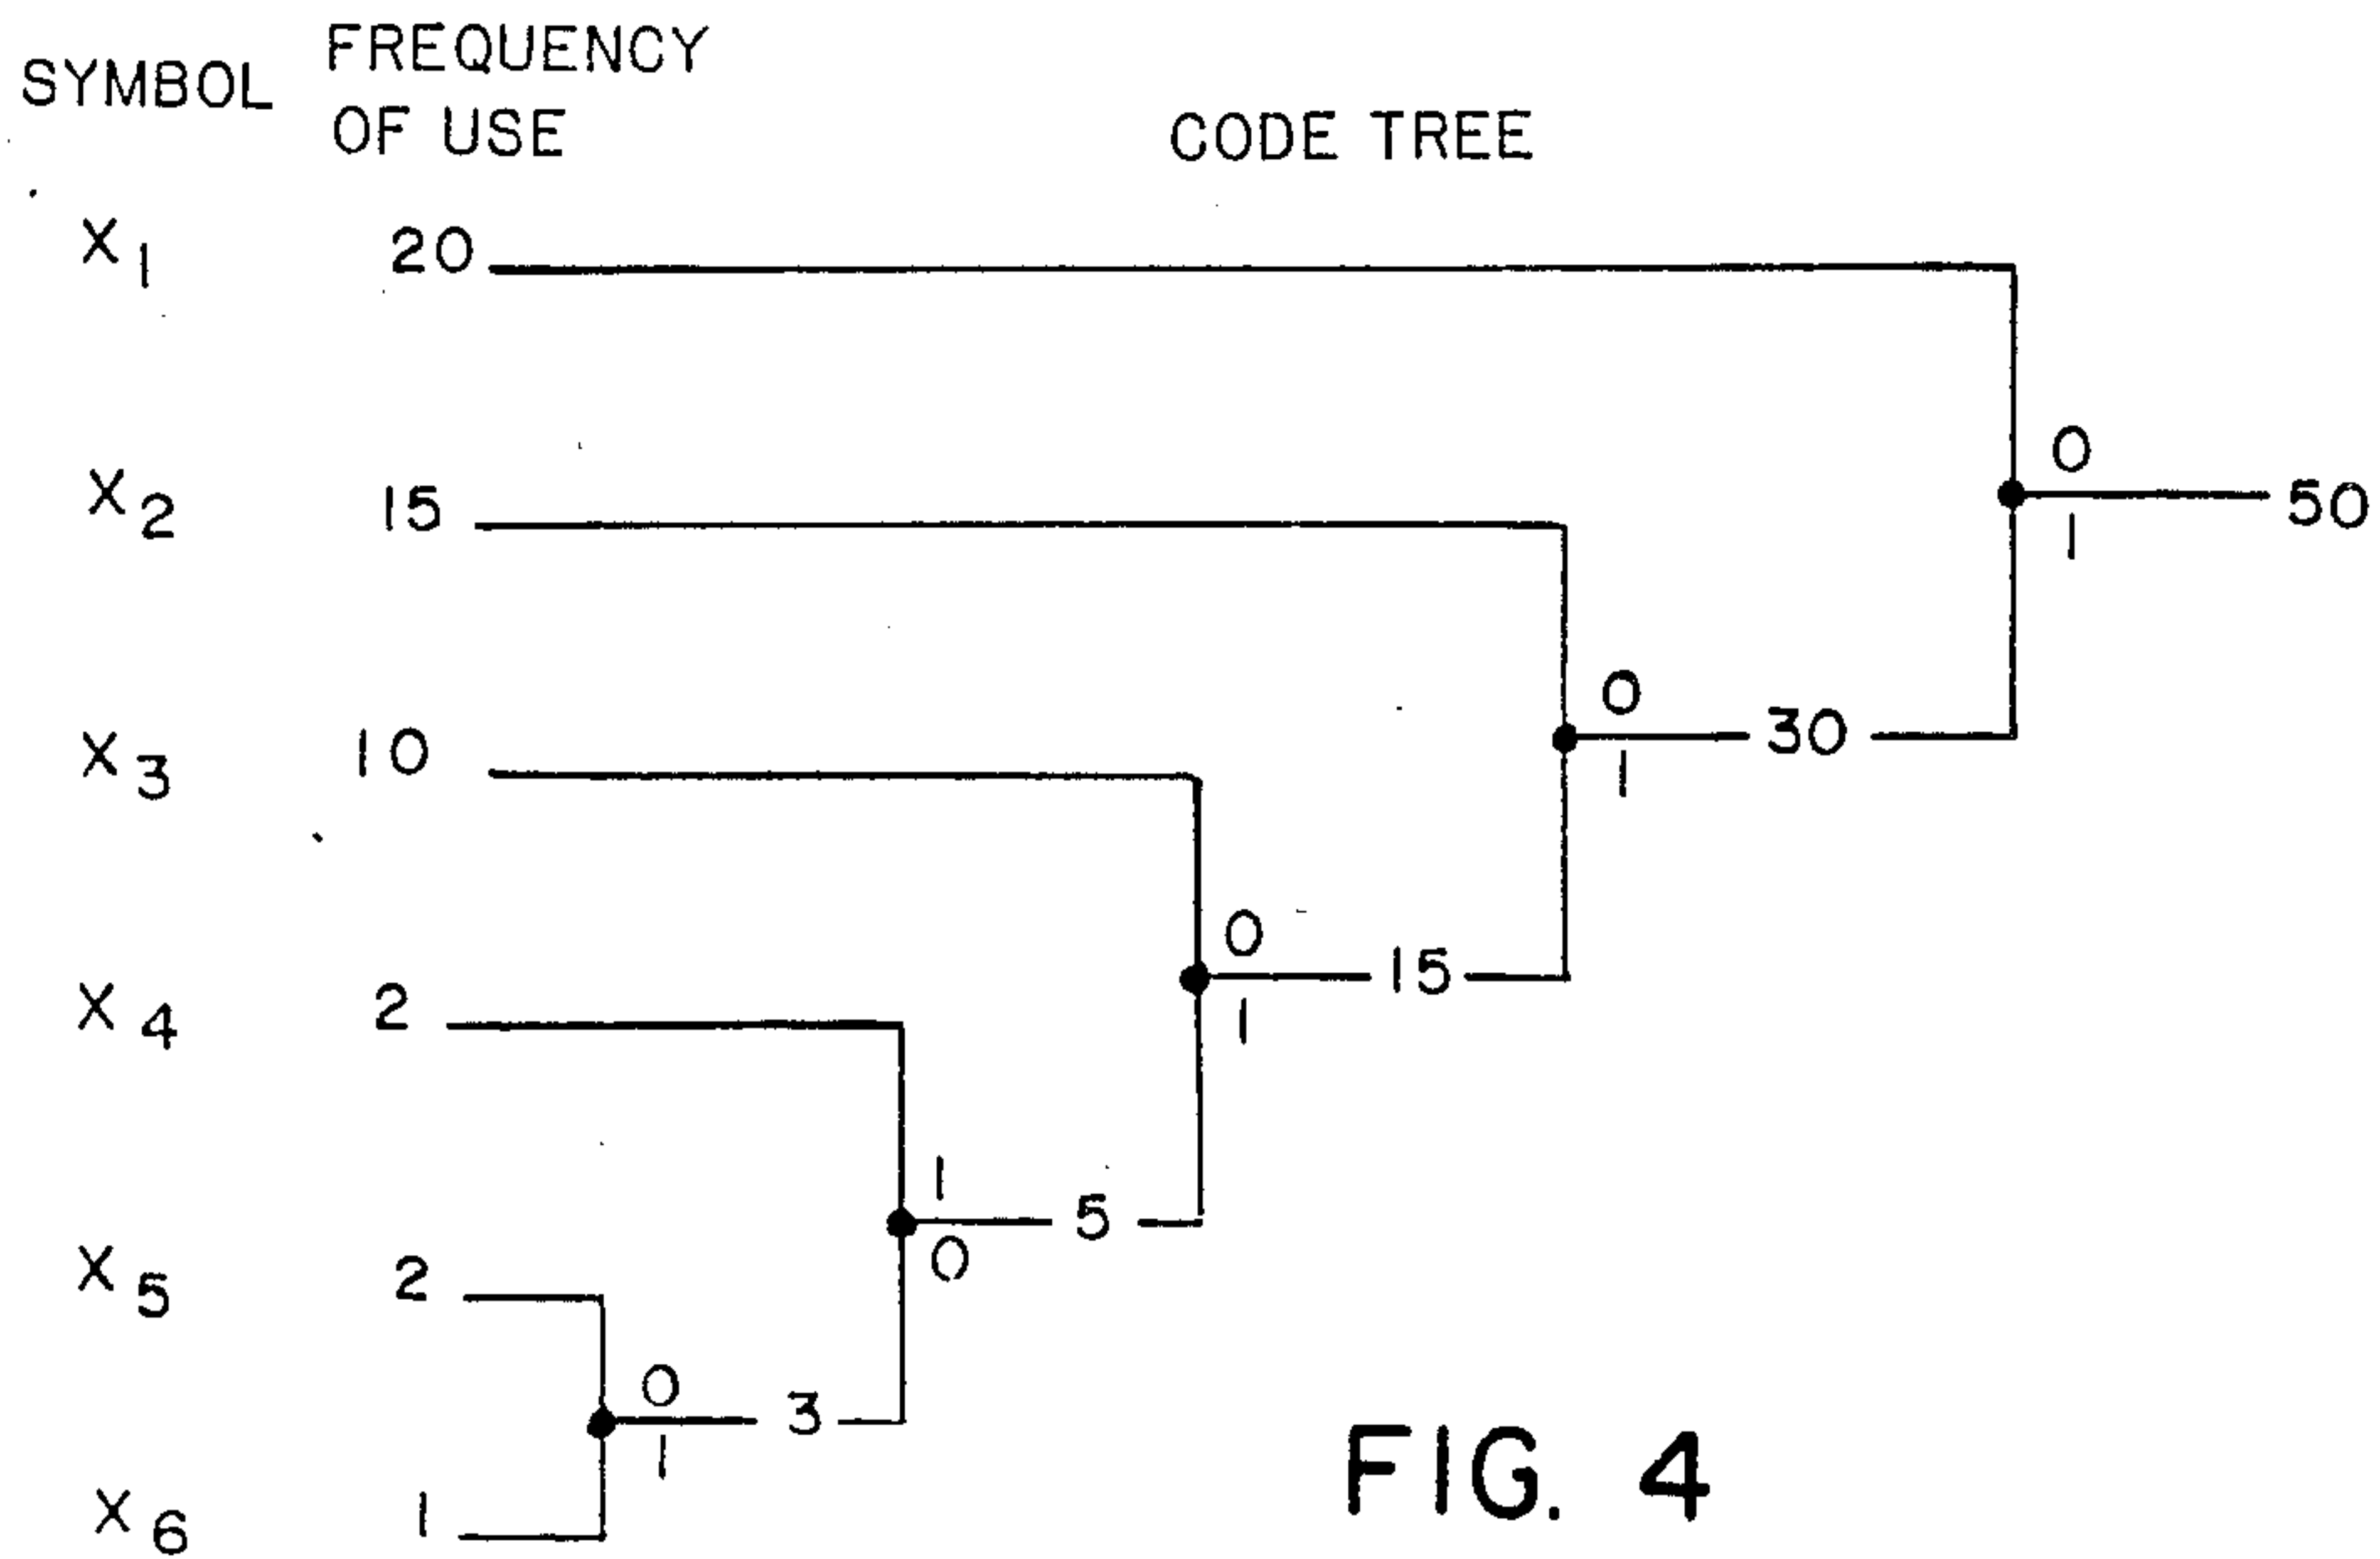 SYMBOL
FREQUENCY
OF USE
CODE TREE
X1 20
0
X2 15 50
1
0
X3 10 30
1
0
15
X4 2 1
1
5
0
X5 2
0
3
1
X6 1
FIG. 4